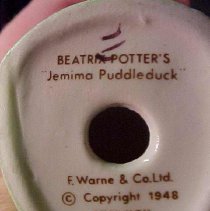 BEATRIX POTTER'S
"Jemima Puddleduck"
F. Warne & Co. Ltd.
© Copyright 1948